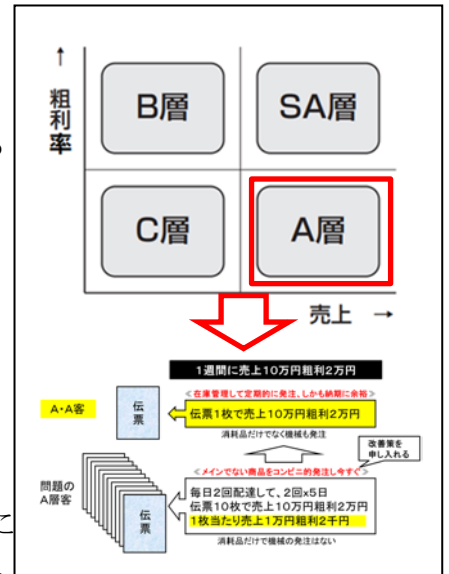 ↑
粗利率
B層
SA層
C層
A層
売上 →
1週間に売上10万円粗利2万円
≪在庫管理して定期的に発注、しかも納期に余裕≫
A・A客
伝票
伝票1枚で売上10万円粗利2万円
消耗品だけでなく機械も発注
改善策を
申し入れる
≪メインでない商品をコンビニ的発注し今すぐ≫
問題の
A層客
伝票
毎日2回配達して、2回x5日
伝票10枚で売上10万円粗利2万円
1枚当たり売上1万円粗利2千円
消耗品だけで機械の発注はない
に